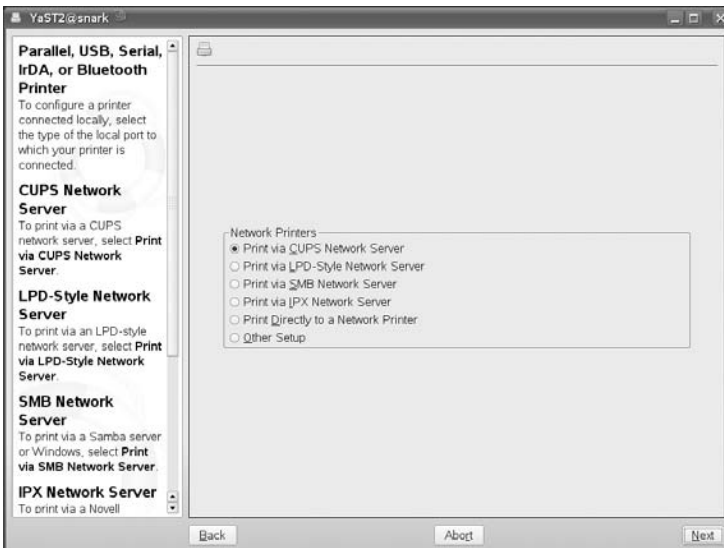 YaST2@snark
Parallel, USB, Serial,
IrDA, or Bluetooth
Printer
To configure a printer
connected locally, select
the type of the local port to
which your printer is
connected.
CUPS Network
Server
To print via a CUPS
network server, select Print
via CUPS Network
Server.
LPD-Style Network
Server
To print via an LPD-style
network server, select Print
via LPD-Style Network
Server.
SMB Network
Server
To print via a Samba server
or Windows, select Print
via SMB Network Server.
IPX Network Server
To print via a Novell
Network Printers
Print via CUPS Network Server
Print via LPD-Style Network Server
Print via SMB Network Server
Print via IPX Network Server
Print Directly to a Network Printer
Other Setup
Back
Abort
Next